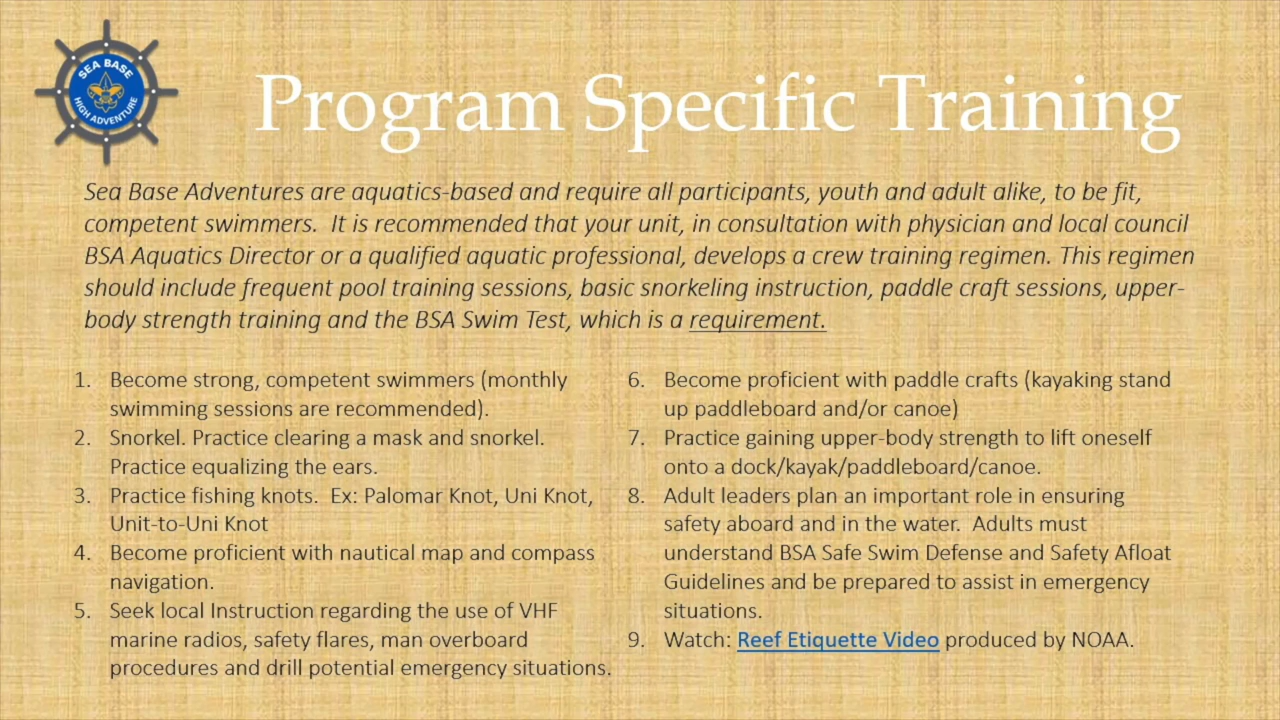 SEA BASE
HIGH ADVENTURE
Program Specific Training
Sea Base Adventures are aquatics-based and require all participants, youth and adult alike, to be fit,
competent swimmers.  It is recommended that your unit, in consultation with physician and local council
BSA Aquatics Director or a qualified aquatic professional, develops a crew training regimen. This regimen
should include frequent pool training sessions, basic snorkeling instruction, paddle craft sessions, upper-
body strength training and the BSA Swim Test, which is a requirement.
1. Become strong, competent swimmers (monthly
swimming sessions are recommended).
2. Snorkel. Practice clearing a mask and snorkel.
Practice equalizing the ears.
3. Practice fishing knots.  Ex: Palomar Knot, Uni Knot,
Unit-to-Uni Knot
4. Become proficient with nautical map and compass
navigation.
5. Seek local Instruction regarding the use of VHF
marine radios, safety flares, man overboard
procedures and drill potential emergency situations.
6. Become proficient with paddle crafts (kayaking stand
up paddleboard and/or canoe)
7. Practice gaining upper-body strength to lift oneself
onto a dock/kayak/paddleboard/canoe.
8. Adult leaders plan an important role in ensuring
safety aboard and in the water.  Adults must
understand BSA Safe Swim Defense and Safety Afloat
Guidelines and be prepared to assist in emergency
situations.
9. Watch: Reef Etiquette Video produced by NOAA.